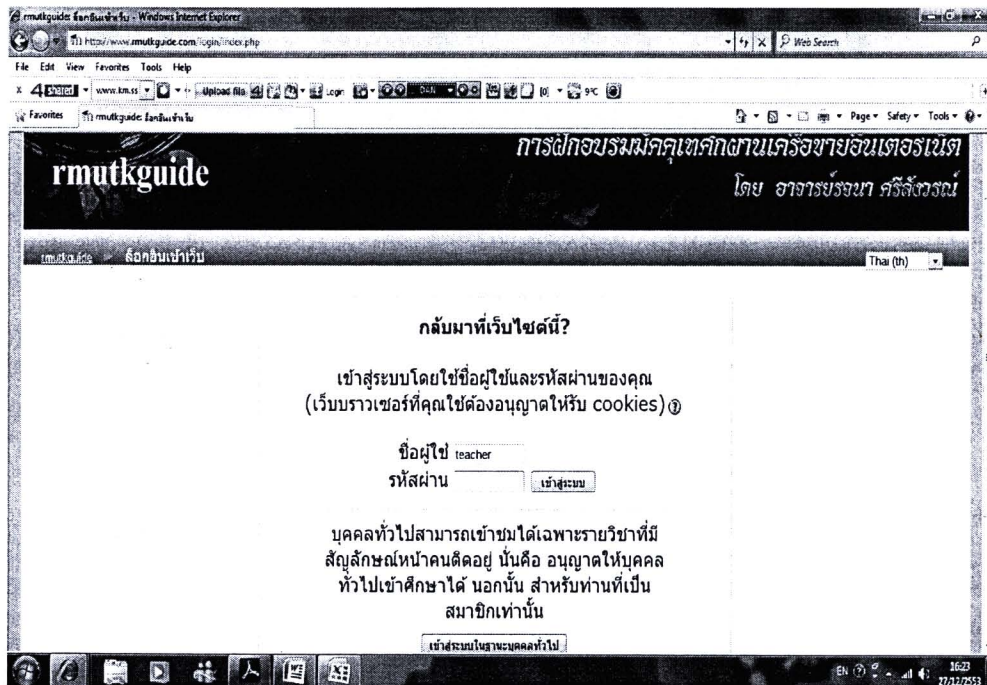 rmutkguide: ล็อกอินเข้าเว็บ - Windows Internet Explorer
http://www.rmutkguide.com/login/index.php
Web Search
File Edit View Favorites Tools Help
4shared www.km.ss Upload file Login [0] 9°C
Favorites rmutkguide: ล็อกอินเข้าเว็บ Page Safety Tools
การฝึกอบรมมัคคุเทศก์ผ่านเครือข่ายอินเตอร์เน็ต
rmutkguide
โดย อาจารย์รจนา ศรีสังวรณ์
rmutkguide ► ล็อกอินเข้าเว็บ
Thai (th)
กลับมาที่เว็บไซต์นี้?
เข้าสู่ระบบโดยใช้ชื่อผู้ใช้และรหัสผ่านของคุณ
(เว็บบราวเซอร์ที่คุณใช้ต้องอนุญาตให้รับ cookies)
ชื่อผู้ใช้ teacher
รหัสผ่าน เข้าสู่ระบบ
บุคคลทั่วไปสามารถเข้าชมได้เฉพาะรายวิชาที่มี
สัญลักษณ์หน้าคนติดอยู่ นั่นคือ อนุญาตให้บุคคล
ทั่วไปเข้าศึกษาได้ นอกนั้น สำหรับท่านที่เป็น
สมาชิกเท่านั้น
เข้าสู่ระบบในฐานะบุคคลทั่วไป
EN 16:23
27/12/2553